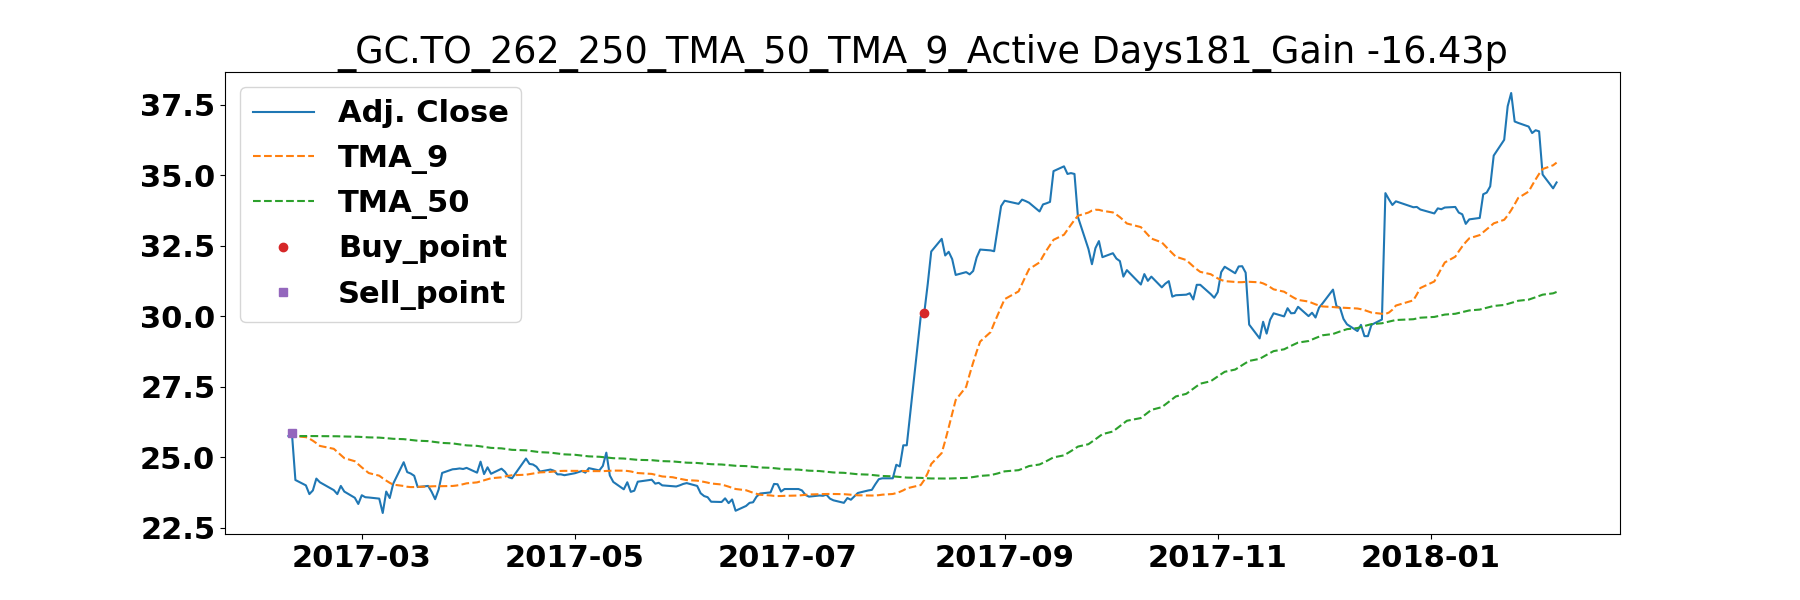 _GC.TO_262_250_TMA_50_TMA_9_Active Days181_Gain -16.43p
37.5
35.0
32.5
30.0
27.5
25.0
22.5
Adj. Close
TMA_9
TMA_50
Buy_point
Sell_point
2017-03 2017-05 2017-07 2017-09 2017-11 2018-01